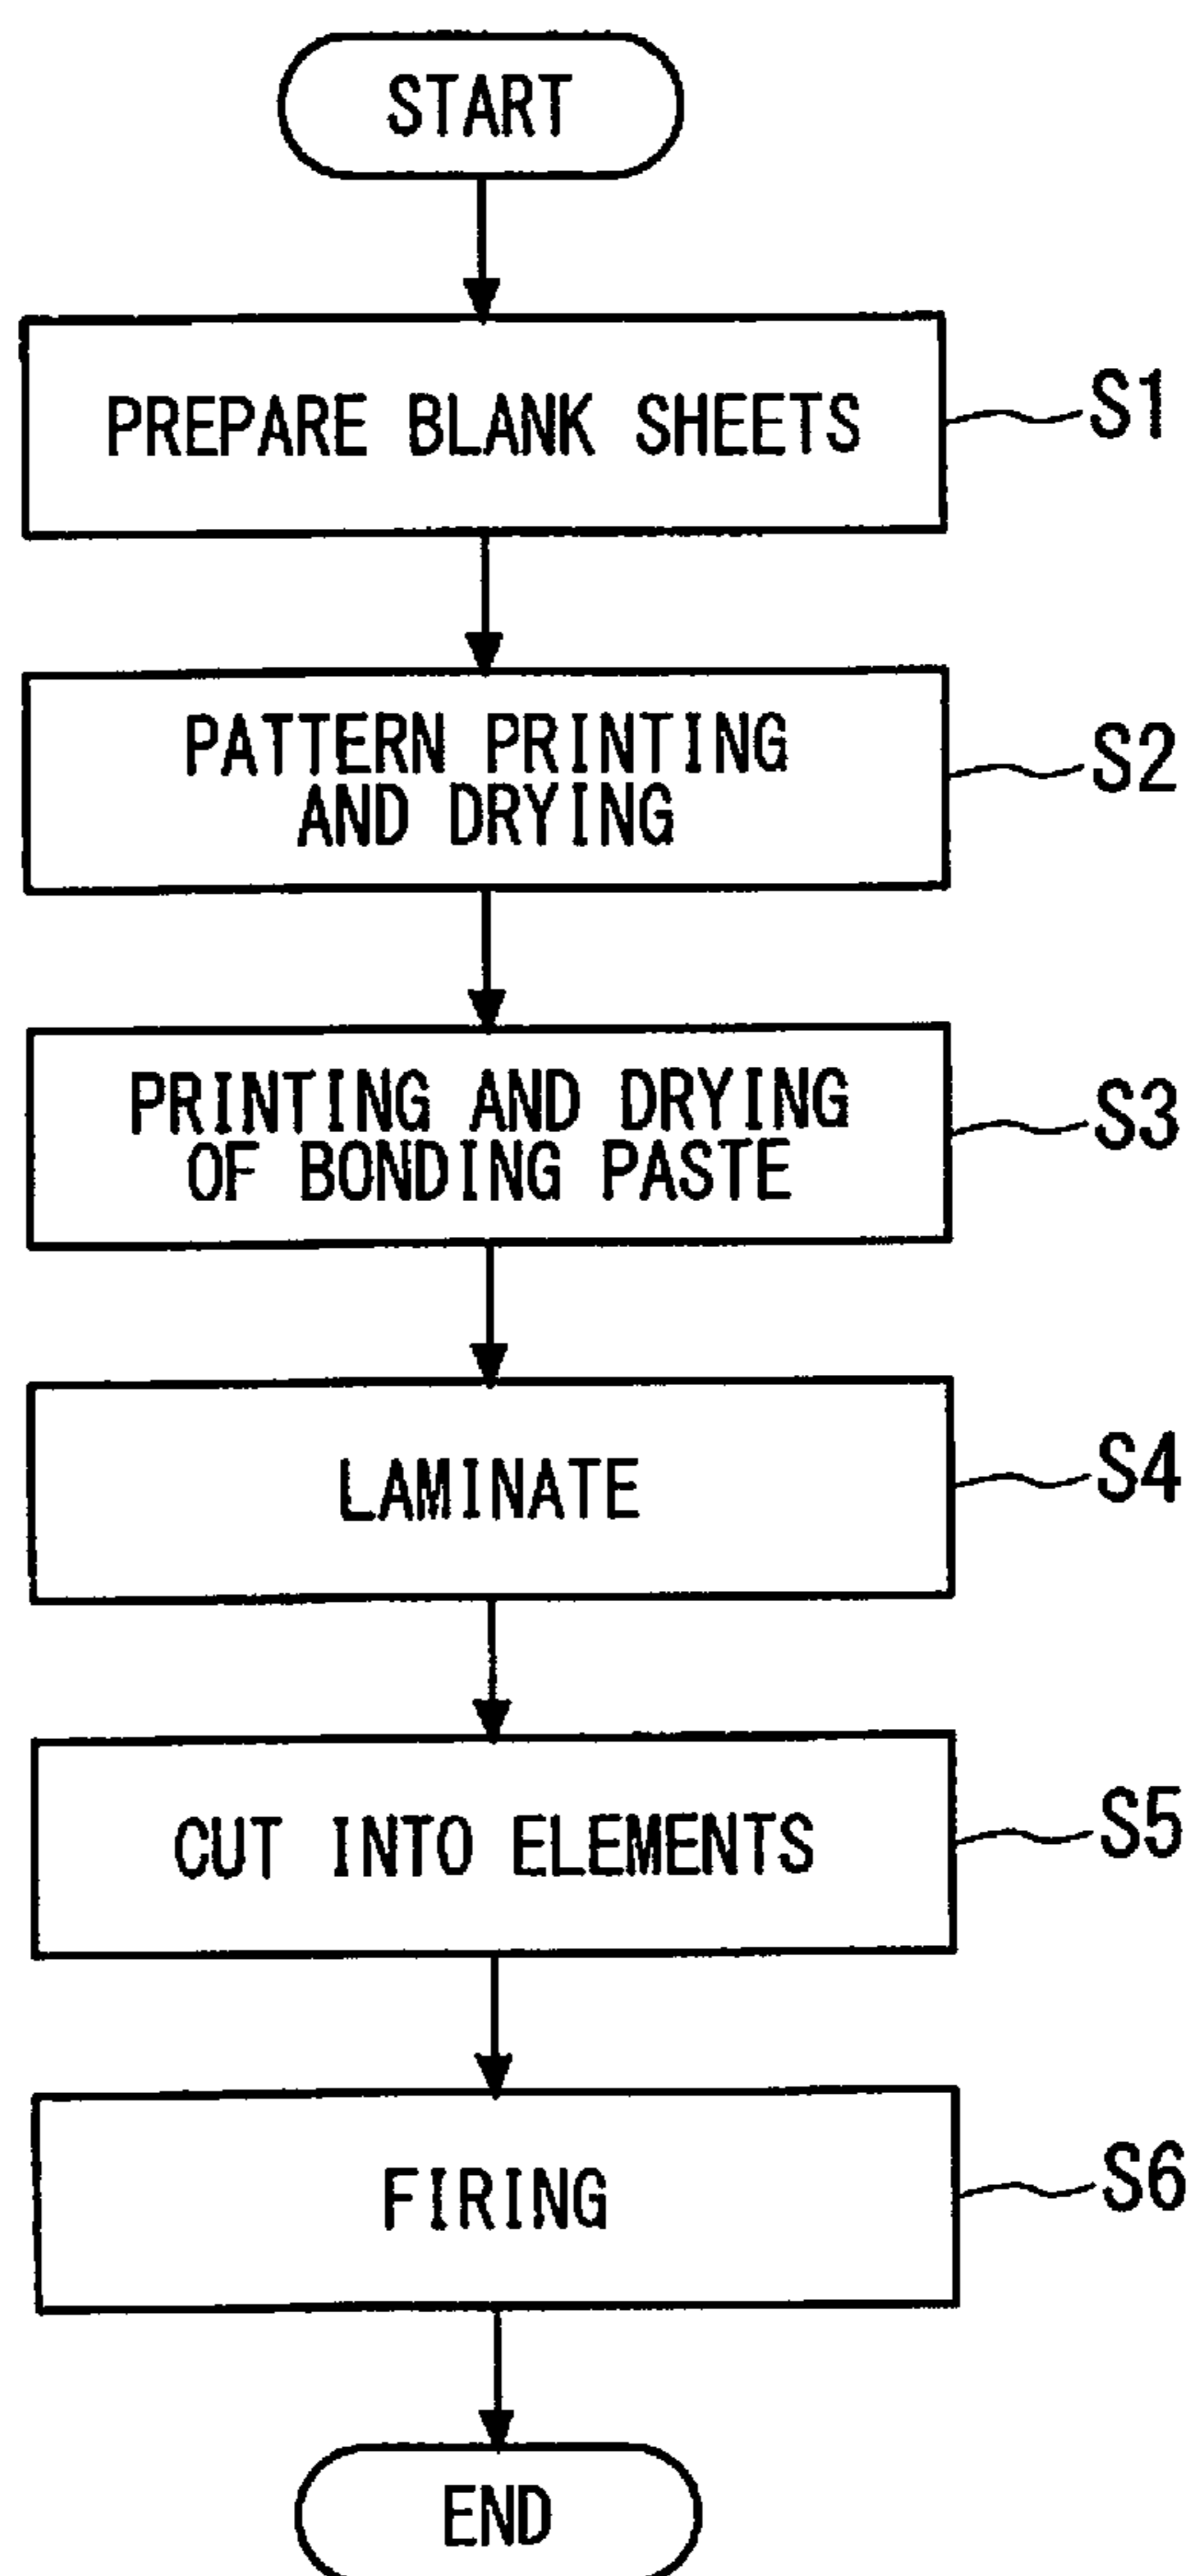 START
PREPARE BLANK SHEETS
S1
PATTERN PRINTING
AND DRYING
S2
PRINTING AND DRYING
OF BONDING PASTE
S3
LAMINATE
S4
CUT INTO ELEMENTS
S5
FIRING
S6
END